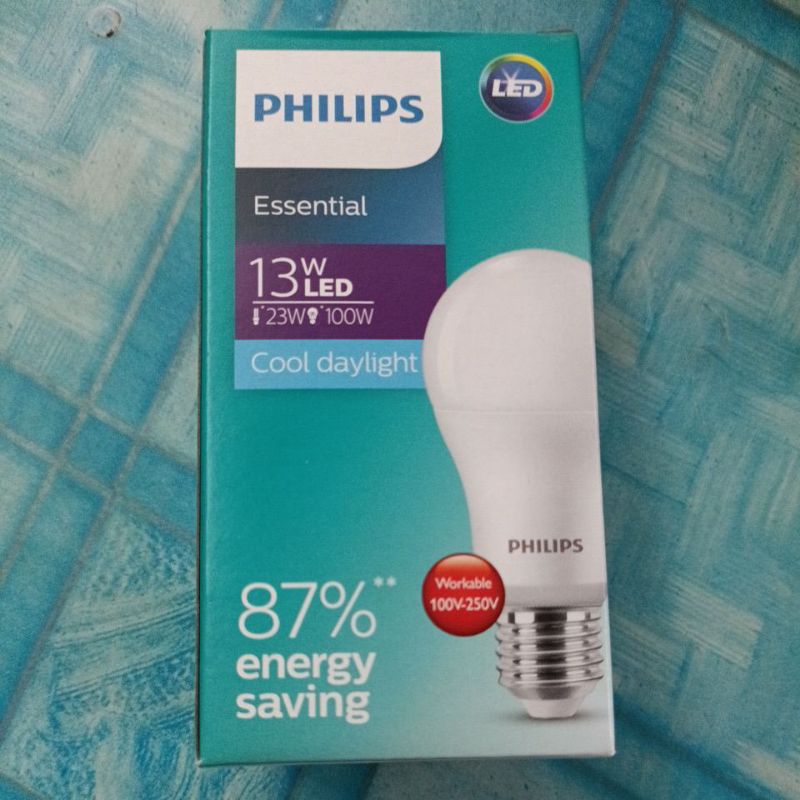 PHILIPS
LED
Essential
13W LED
*23W *100W
Cool daylight
PHILIPS
Workable
100V-250V
87%**
energy
saving